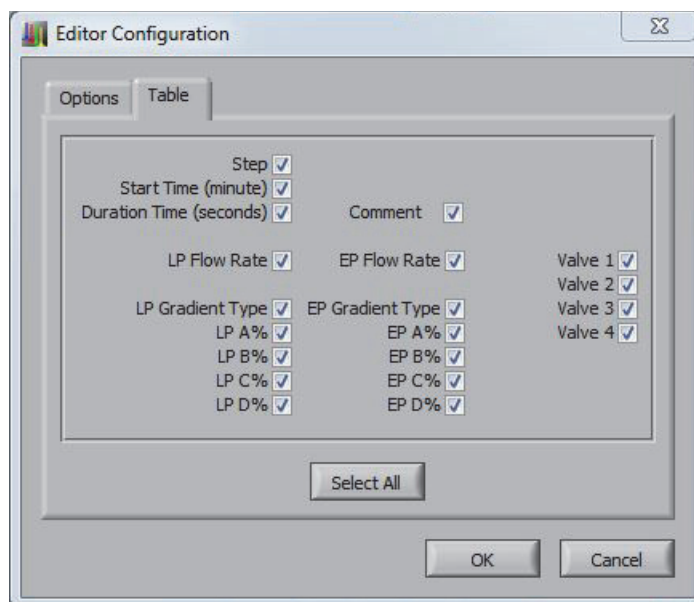 Editor Configuration
Options Table
Step
Start Time (minute)
Duration Time (seconds) Comment
LP Flow Rate EP Flow Rate Valve 1
Valve 2
LP Gradient Type EP Gradient Type Valve 3
LP A% EP A% Valve 4
LP B% EP B%
LP C% EP C%
LP D% EP D%
Select All
OK Cancel